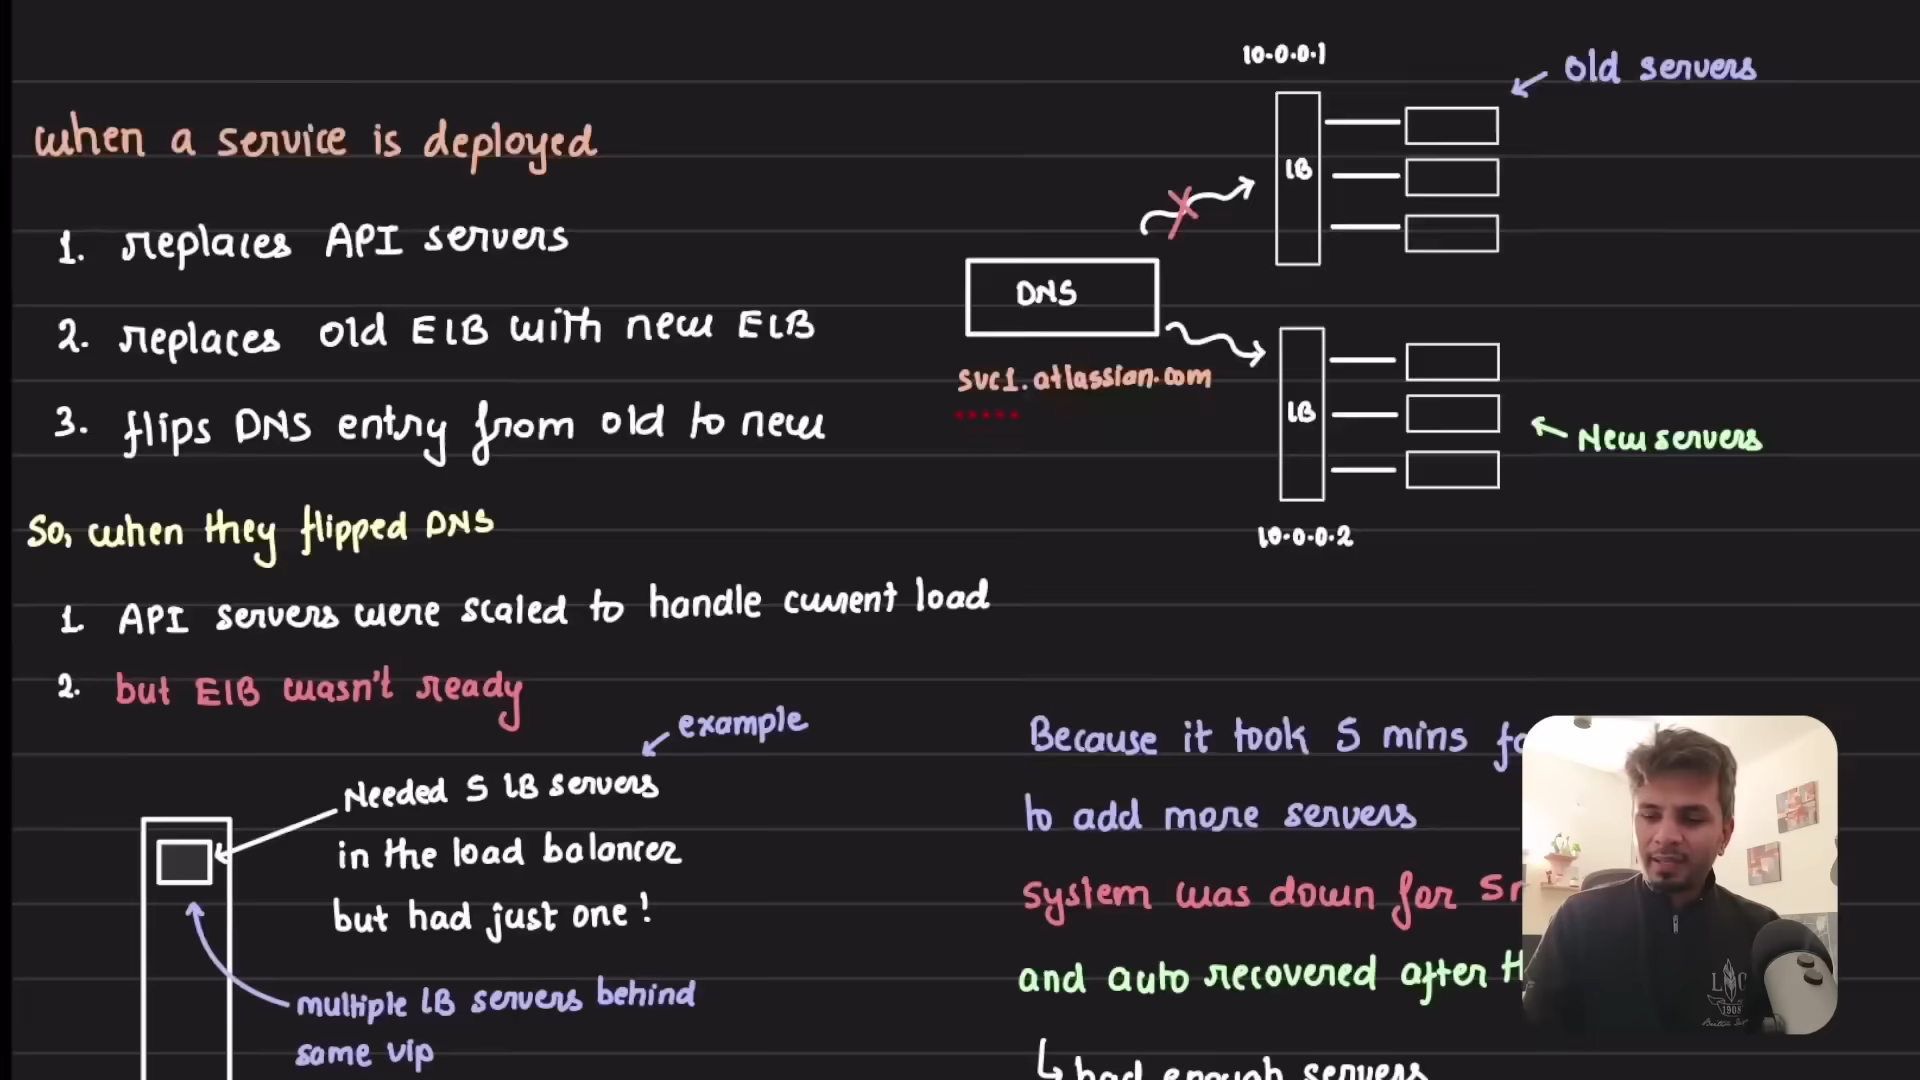 when a service is deployed
1. replaces API servers
2. replaces old ELB with new ELB
3. flips DNS entry from old to new
So, when they flipped DNS
1. API servers were scaled to handle current load
2. but ELB wasn't ready
example
Needed 5 LB servers
in the load balancer
but had just one!
multiple LB servers behind
same vip
10.0.0.1
old servers
LB
DNS
svc1.atlassian.com
LB
New servers
10.0.0.2
Because it took 5 mins
to add more servers
system was down for
and auto recovered after
↳ had enough servers
L C
1909